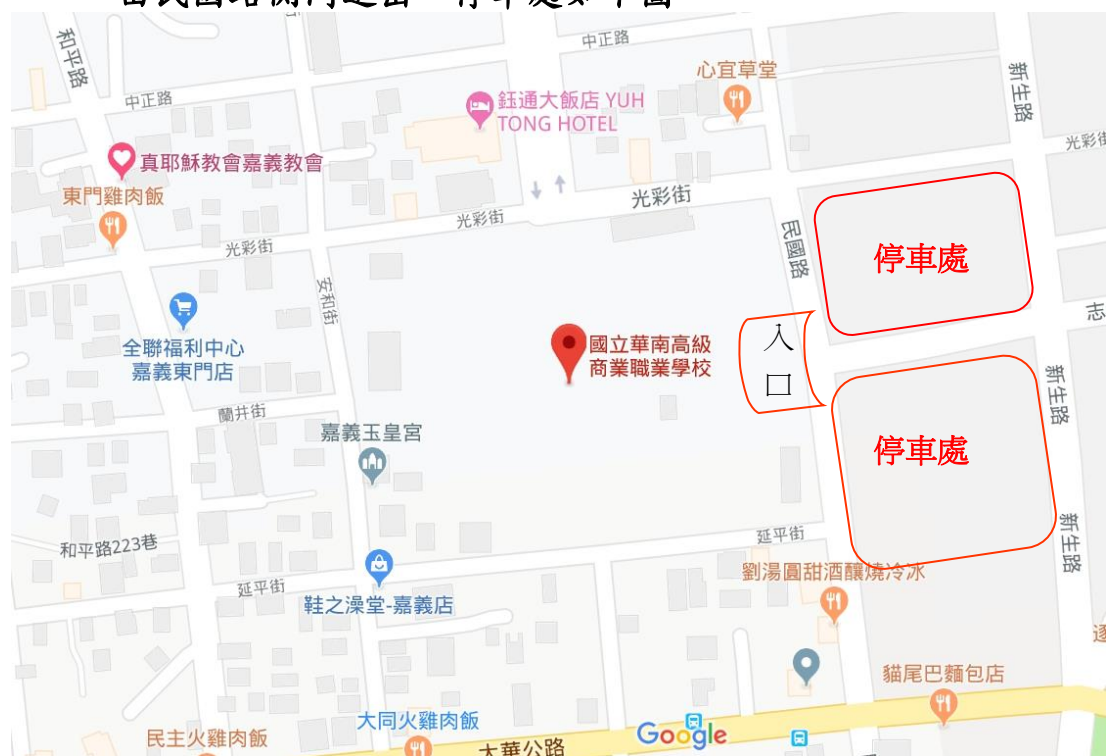 中正路
和平路
心宜草堂
新生路
鈺通大飯店 YUH
TONG HOTEL
中正路
光彩街
真耶穌教會嘉義教會
東門雞肉飯
光彩街
光彩街
光彩街
民國路
停車處
安和街
志
入
口
國立華南高級
商業職業學校
全聯福利中心
嘉義東門店
新生路
蘭井街
嘉義玉皇宮
停車處
和平路223巷
延平街
新生路
延平街
劉湯圓甜酒釀燒冷冰
鞋之澡堂-嘉義店
貓尾巴麵包店
大同火雞肉飯
民主火雞肉飯
Google